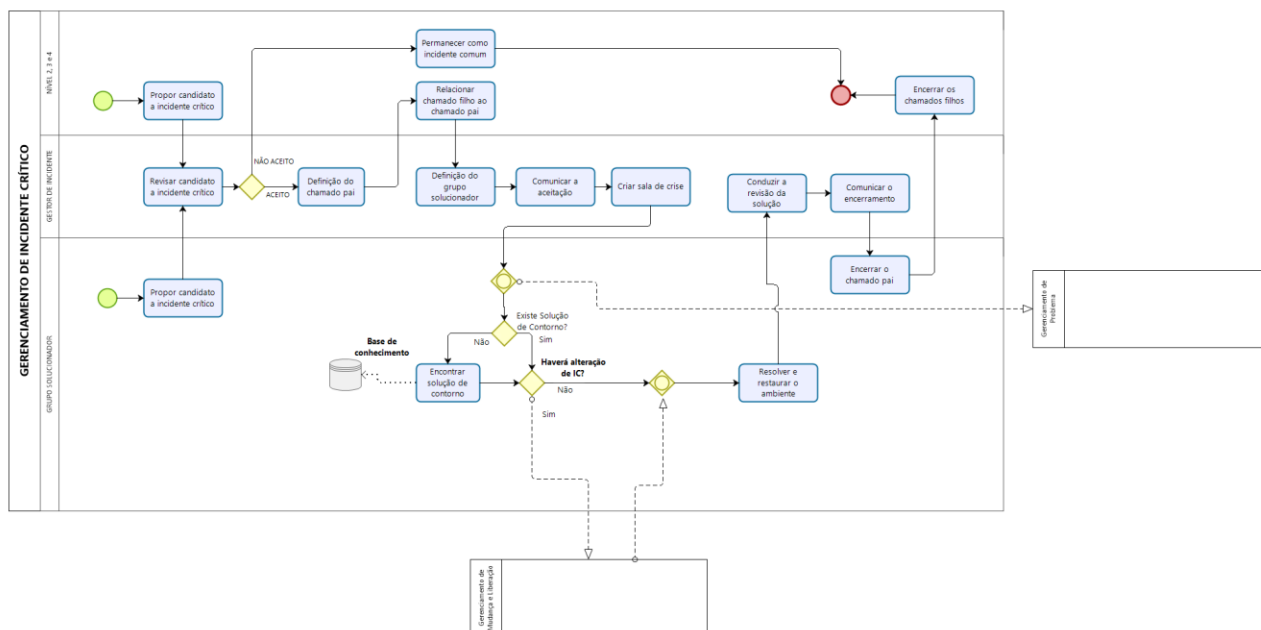 GERENCIAMENTO DE INCIDENTE CRÍTICO
NÍVEL 2, 3 e 4
Propor candidato
a incidente crítico
Permanecer como
incidente comum
Relacionar
chamado filho ao
chamado pai
Encerrar os
chamados filhos
GESTOR DE INCIDENTE
Revisar candidato
a incidente crítico
NÃO ACEITO
ACEITO
Definição do
chamado pai
Definição do
grupo
solucionador
Comunicar a
aceitação
Criar sala de crise
Conduzir a
revisão da
solução
Comunicar o
encerramento
GRUPO SOLUCIONADOR
Propor candidato
a incidente crítico
Encerrar o
chamado pai
Existe Solução
de Contorno?
Não
Sim
Base de
conhecimento
Encontrar
solução de
contorno
Haverá alteração
de IC?
Não
Sim
Resolver e
restaurar o
ambiente
Gerenciamento de
Problema
Gerenciamento de
Mudança e Liberação